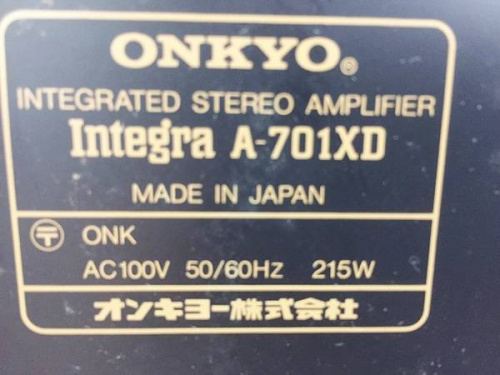 ONKYO®
INTEGRATED STEREO AMPLIFIER
Integra A-701XD
MADE IN JAPAN
〒 ONK
AC100V 50/60Hz 215W
オンキヨー株式会社